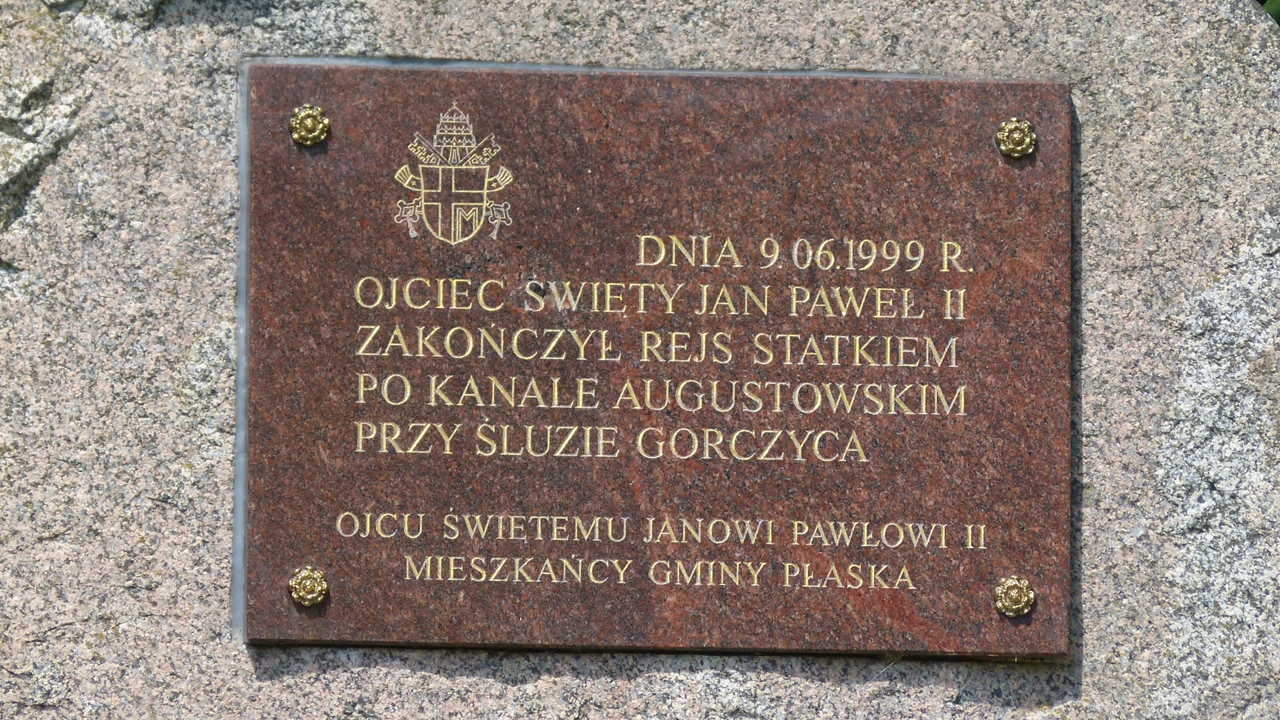 DNIA 9.06.1999 R.
OJCIEC ŚWIĘTY JAN PAWEŁ II
ZAKOŃCZYŁ REJS STATKIEM
PO KANALE AUGUSTOWSKIM
PRZY ŚLUZIE GORCZYCA
OJCU ŚWIĘTEMU JANOWI PAWŁOWI II
MIESZKAŃCY GMINY PŁASKA